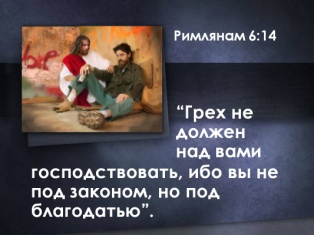 Римлянам 6:14
“Грех не
должен
над вами
господствовать, ибо вы не
под законом, но под
благодатью”.